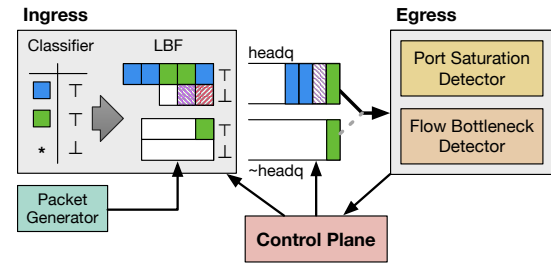 Ingress
Egress
Classifier
LBF
headq
⊤
⊤
⊥
⊤
⊤
*
⊥
⊥
~headq
Port Saturation
Detector
Flow Bottleneck
Detector
Packet
Generator
Control Plane